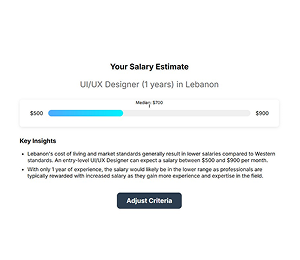 Your Salary Estimate
UI/UX Designer (1 years) in Lebanon
Median: $700
$500
$900
Key Insights
• Lebanon's cost of living and market standards generally result in lower salaries compared to Western
standards. An entry-level UI/UX Designer can expect a salary between $500 and $900 per month.
• With only 1 year of experience, the salary would likely be in the lower range as professionals are
typically rewarded with increased salary as they gain more experience and expertise in the field.
Adjust Criteria